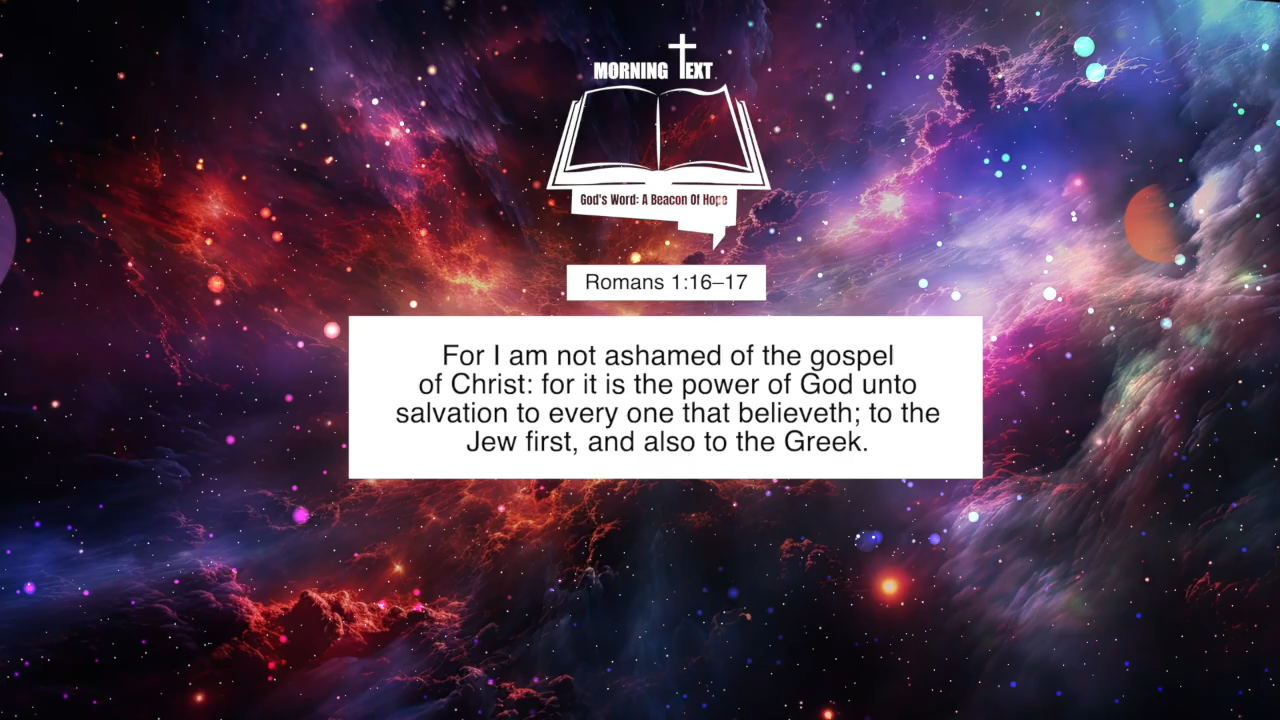 MORNING TEXT
God's Word: A Beacon Of Hope
Romans 1:16–17
For I am not ashamed of the gospel
of Christ: for it is the power of God unto
salvation to every one that believeth; to the
Jew first, and also to the Greek.